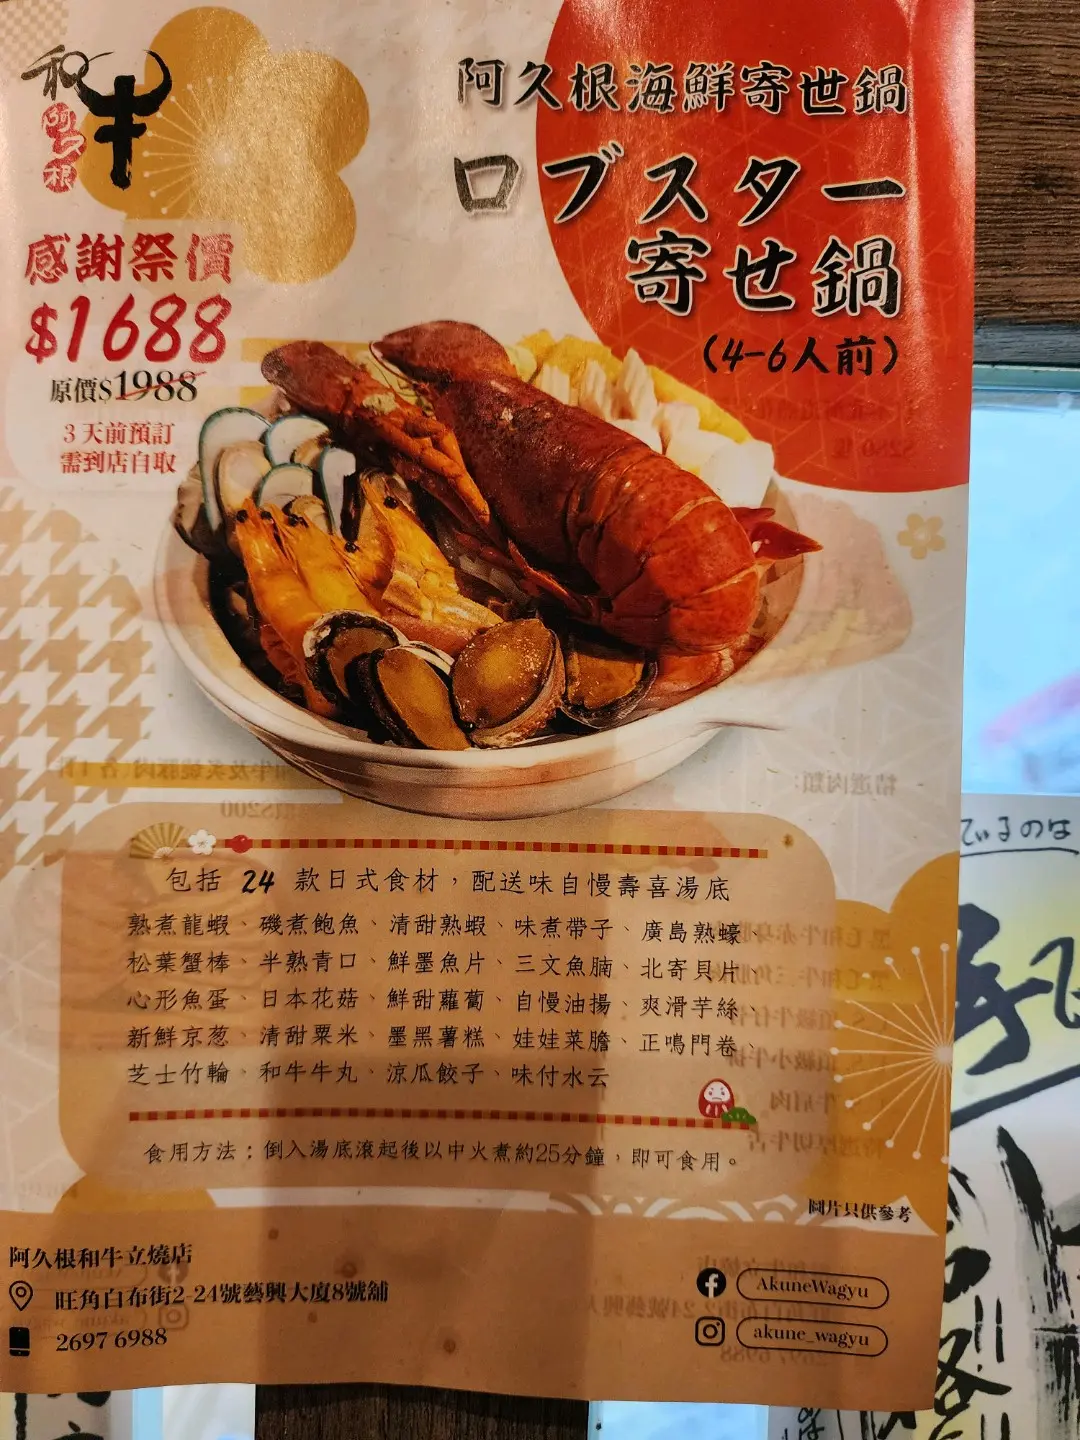 和牛
阿久根
阿久根海鮮寄世鍋
ロブスター
寄せ鍋
(4-6人前)
感謝祭價
$1688
原價$1988
3天前預訂
需到店自取
包括 24 款日式食材，配送味自慢壽喜湯底
熟煮龍蝦、磯煮鮑魚、清甜熟蝦、味煮帶子、廣島熟蠔
松葉蟹棒、半熟青口、鮮墨魚片、三文魚腩、北寄貝片、
心形魚蛋、日本花菇、鮮甜蘿蔔、自慢油揚、爽滑芋絲、
新鮮京葱、清甜粟米、墨黑薯糕、娃娃菜膽、正鳴門卷、
芝士竹輪、和牛牛丸、涼瓜餃子、味付水云
食用方法：倒入湯底滾起後以中火煮約25分鐘，即可食用。
圖片只供參考
阿久根和牛立燒店
旺角白布街2-24號藝興大廈8號舖
2697 6988
AkuneWagyu
akune_wagyu
ているのは